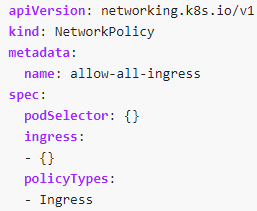 apiVersion: networking.k8s.io/v1
kind: NetworkPolicy
metadata:
  name: allow-all-ingress
spec:
  podSelector: {}
  ingress:
  - {}
  policyTypes:
  - Ingress